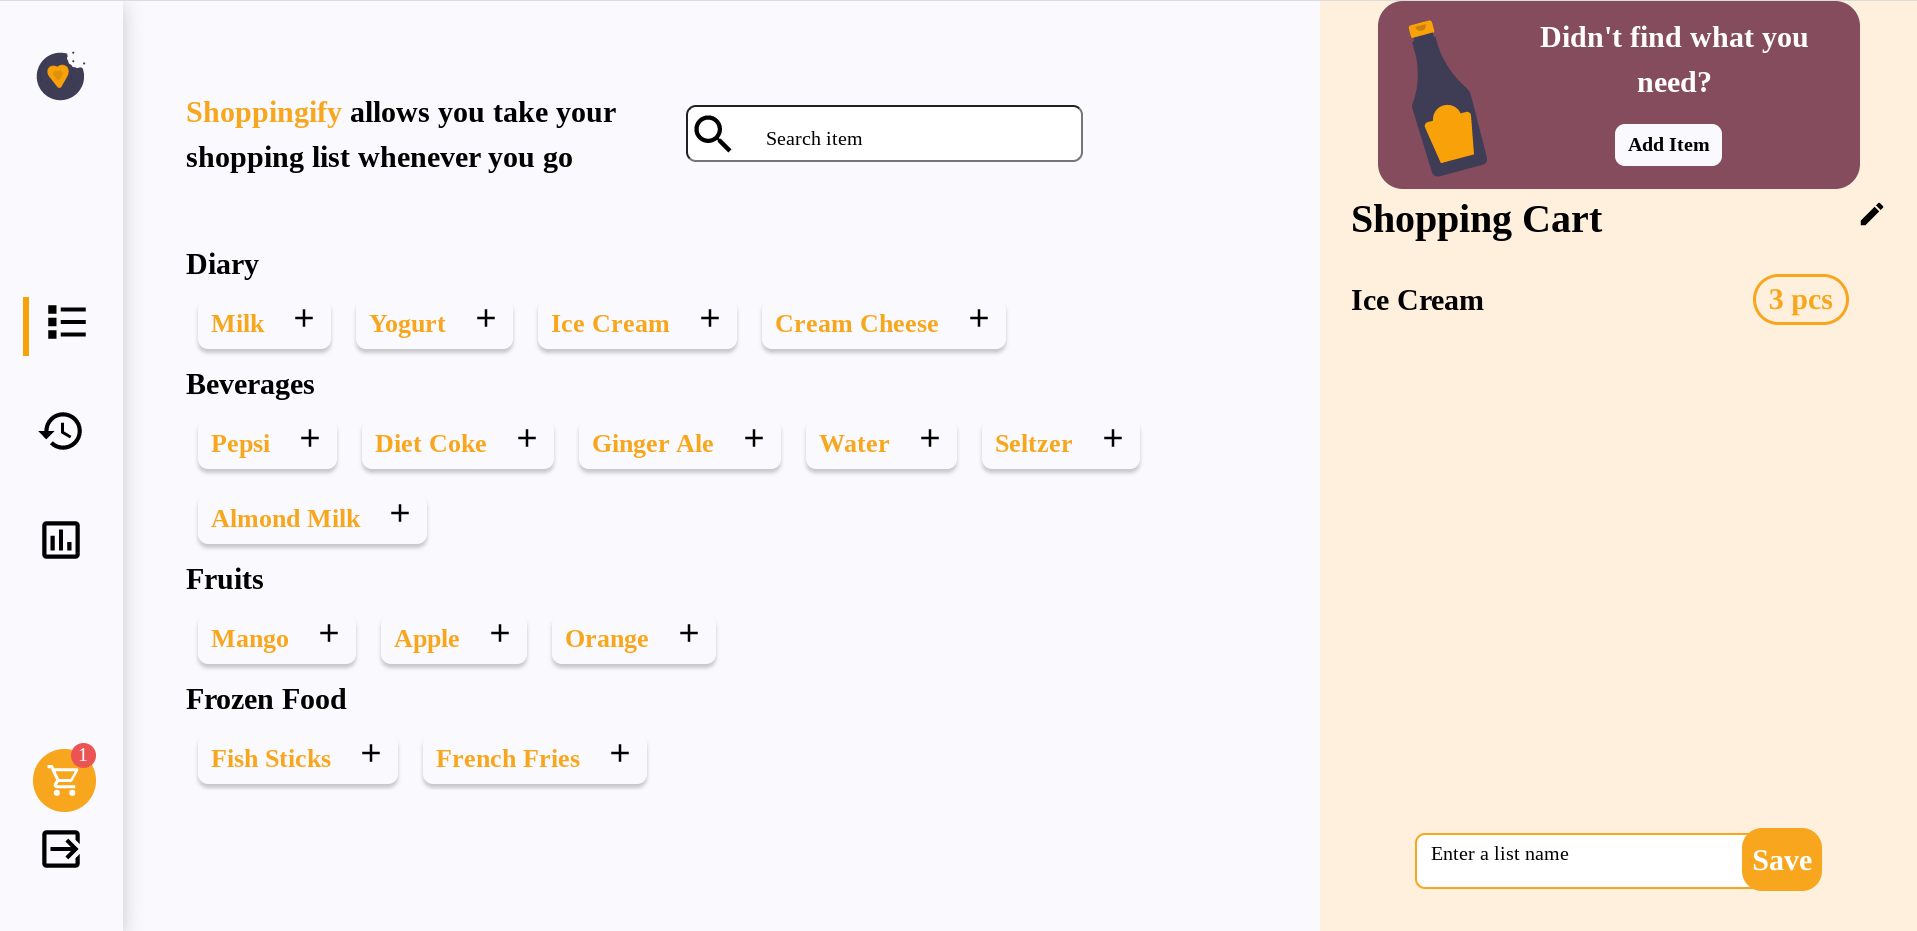 Shoppingify allows you take your
shopping list whenever you go
Search item
Diary
Milk
Yogurt
Ice Cream
Cream Cheese
Beverages
Pepsi
Diet Coke
Ginger Ale
Water
Seltzer
Almond Milk
Fruits
Mango
Apple
Orange
Frozen Food
Fish Sticks
French Fries
1
Didn't find what you
need?
Add Item
Shopping Cart
Ice Cream
3 pcs
Enter a list name
Save